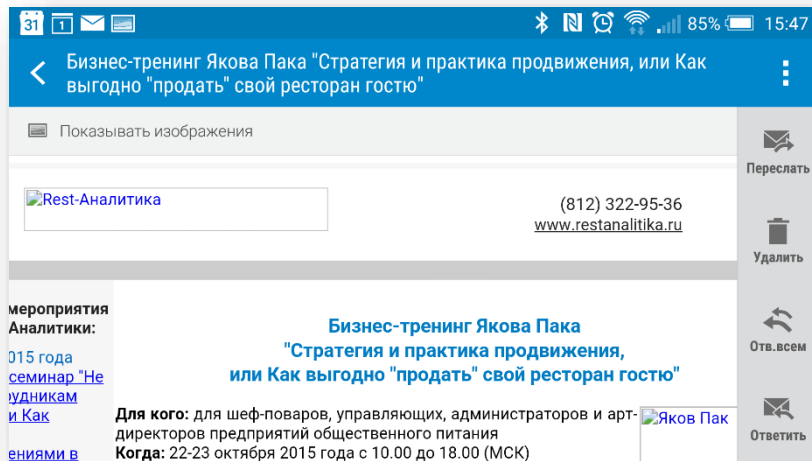 31 1 85% 15:47
Бизнес-тренинг Якова Пака "Стратегия и практика продвижения, или Как
выгодно "продать" свой ресторан гостю"
Показывать изображения
Переслать
Rest-Аналитика
(812) 322-95-36
www.restanalitika.ru
Удалить
мероприятия
Аналитики:
015 года
семинар "Не
рудникам
и Как
ениями в
Бизнес-тренинг Якова Пака
"Стратегия и практика продвижения,
или Как выгодно "продать" свой ресторан гостю"
Отв.всем
Для кого: для шеф-поваров, управляющих, администраторов и арт-
директоров предприятий общественного питания
Когда: 22-23 октября 2015 года с 10.00 до 18.00 (МСК)
Яков Пак
Ответить